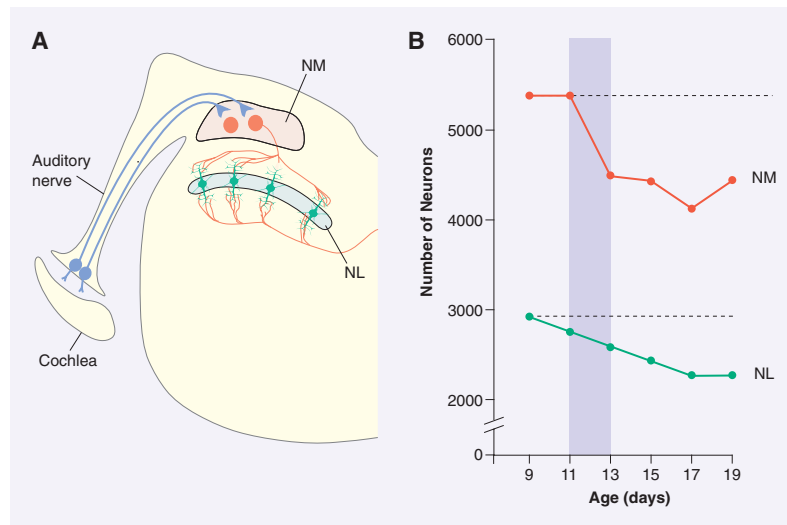 A
NM
Auditory
nerve
NL
Cochlea
B
Number of Neurons
6000
5000
4000
3000
2000
0
NM
NL
9 11 13 15 17 19
Age (days)